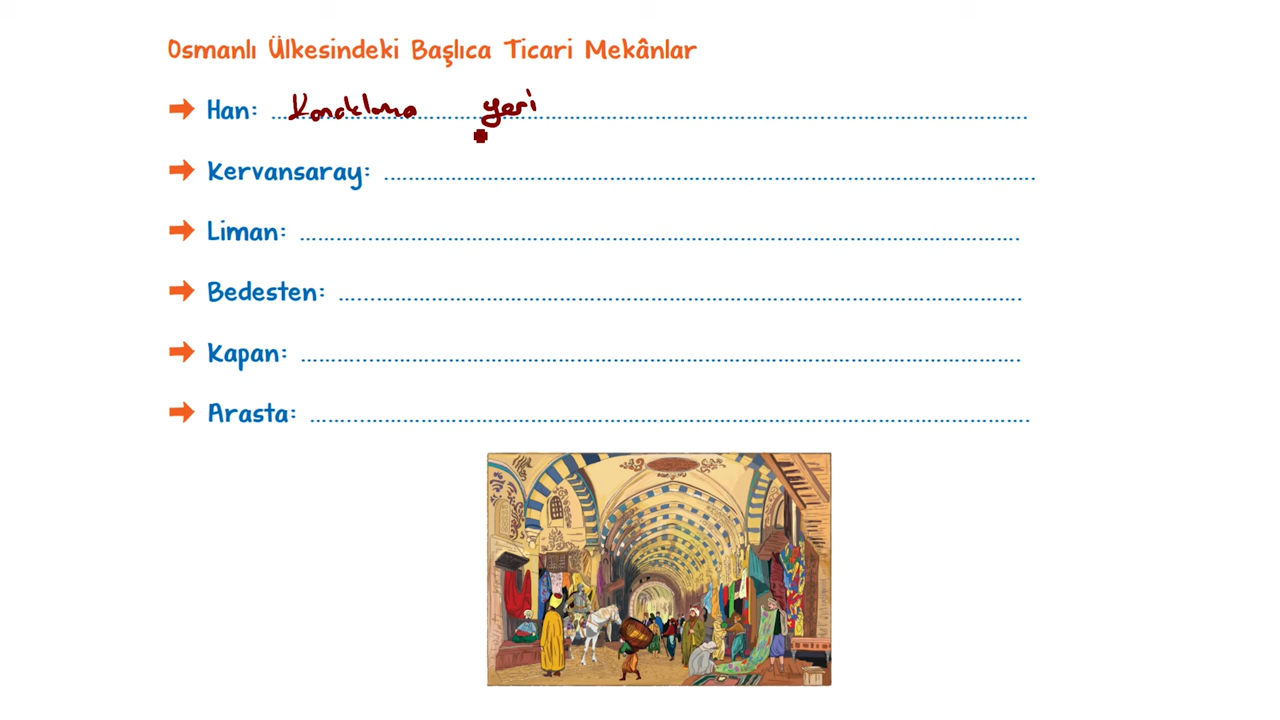 Osmanlı Ülkesindeki Başlıca Ticari Mekânlar
Han: Konaklama yeri
Kervansaray:
Liman:
Bedesten:
Kapan:
Arasta: